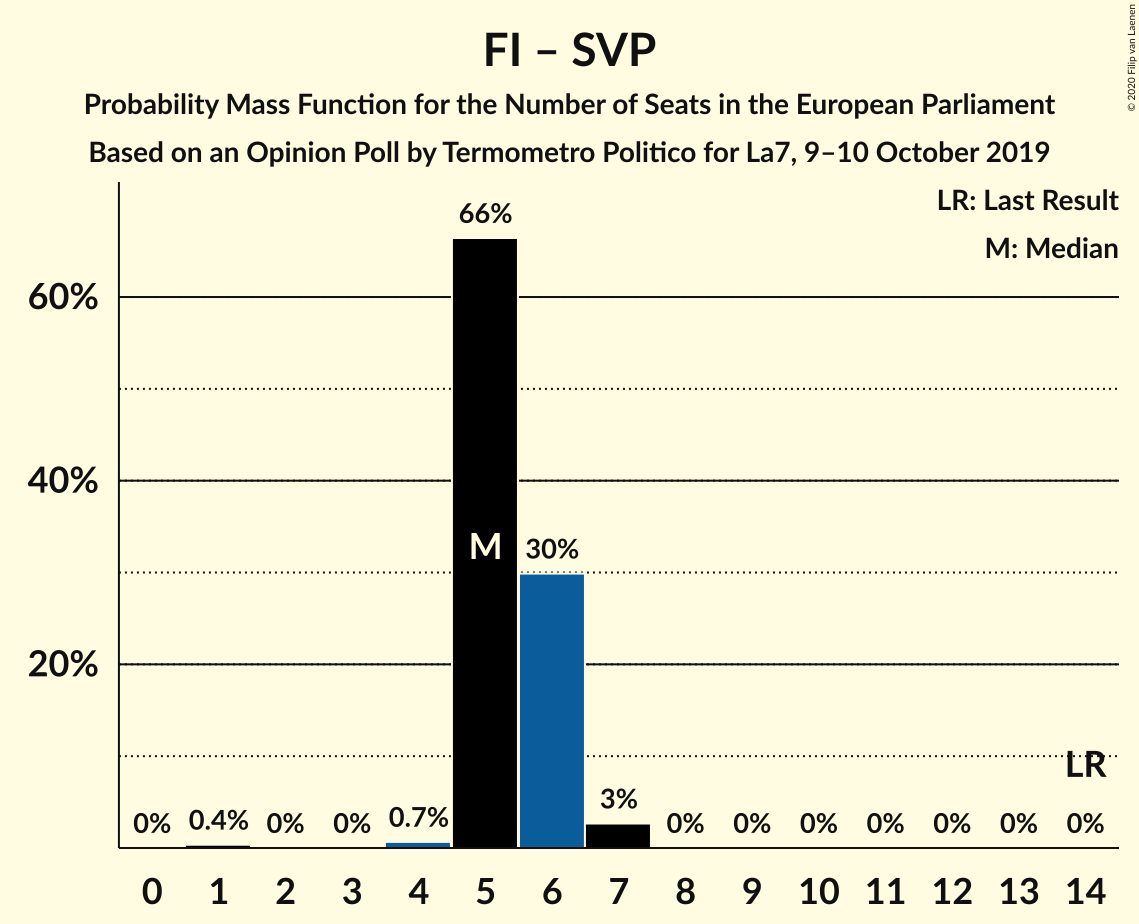 FI – SVP
Probability Mass Function for the Number of Seats in the European Parliament
Based on an Opinion Poll by Termometro Politico for La7, 9–10 October 2019
© 2020 Filip van Laenen
LR: Last Result
M: Median
66%
60%
40%
M
30%
20%
LR
0% 0.4% 0% 0% 0.7% 3% 0% 0% 0% 0% 0% 0% 0%
0 1 2 3 4 5 6 7 8 9 10 11 12 13 14